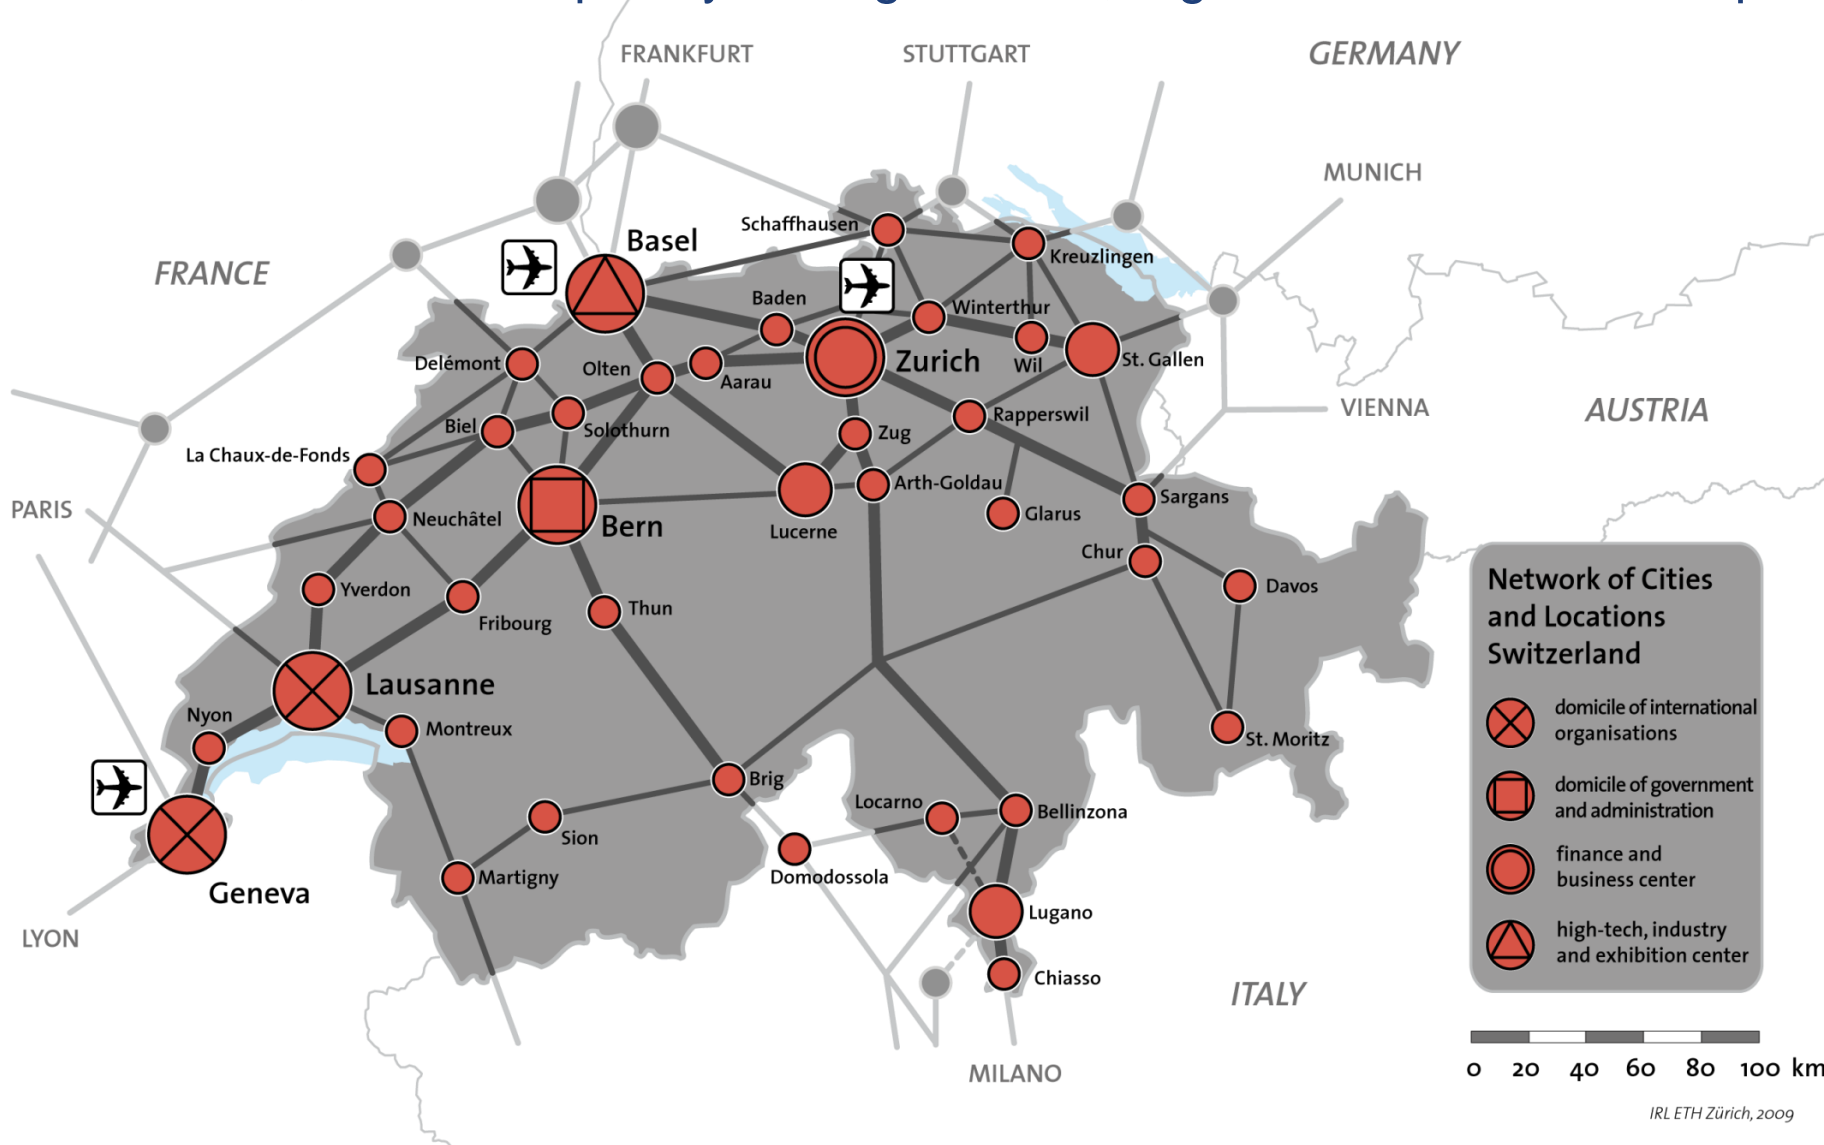 FRANKFURT
STUTTGART
GERMANY
MUNICH
Schaffhausen
Basel
Kreuzlingen
FRANCE
Baden
Winterthur
Delémont
Olten
Aarau
Zurich
Wil
St. Gallen
VIENNA
AUSTRIA
Biel
Solothurn
Zug
Rapperswil
La Chaux-de-Fonds
Arth-Goldau
Sargans
PARIS
Neuchâtel
Bern
Lucerne
Glarus
Chur
Davos
Yverdon
Fribourg
Thun
Lausanne
Nyon
Montreux
St. Moritz
Brig
Locarno
Bellinzona
Sion
Domodossola
Martigny
Geneva
Lugano
LYON
Chiasso
ITALY
MILANO
Network of Cities
and Locations
Switzerland
domicile of international
organisations
domicile of government
and administration
finance and
business center
high-tech, industry
and exhibition center
0 20 40 60 80 100 km
IRL ETH Zürich, 2009